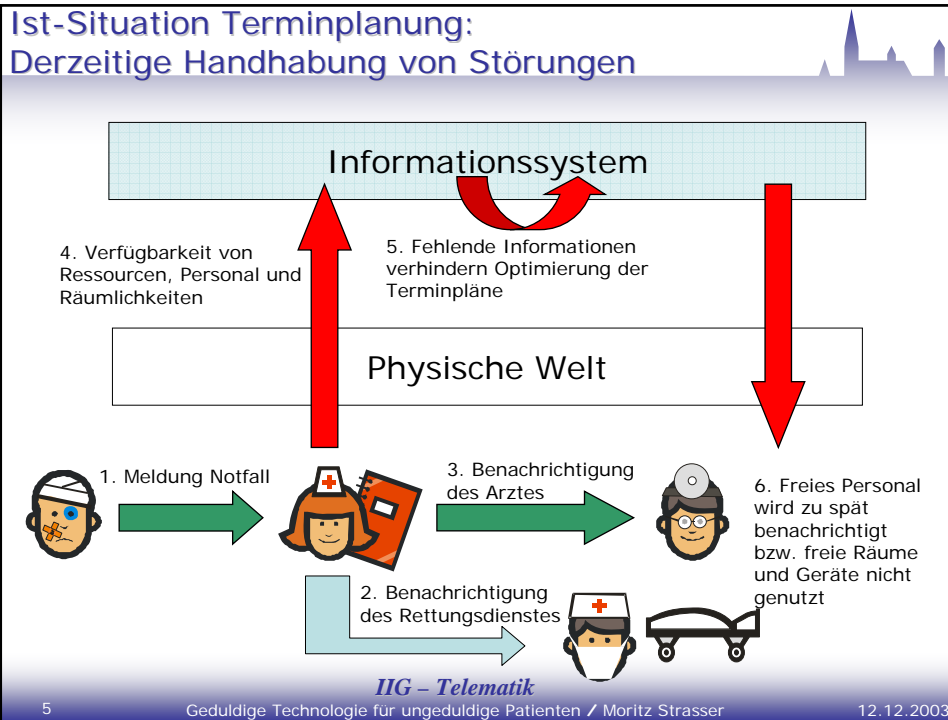 Ist-Situation Terminplanung:
Derzeitige Handhabung von Störungen
Informationssystem
4. Verfügbarkeit von
Ressourcen, Personal und
Räumlichkeiten
5. Fehlende Informationen
verhindern Optimierung der
Terminpläne
Physische Welt
1. Meldung Notfall
3. Benachrichtigung
des Arztes
6. Freies Personal
wird zu spät
benachrichtigt
bzw. freie Räume
und Geräte nicht
genutzt
2. Benachrichtigung
des Rettungsdienstes
IIG – Telematik
5
Geduldige Technologie für ungeduldige Patienten / Moritz Strasser
12.12.2003